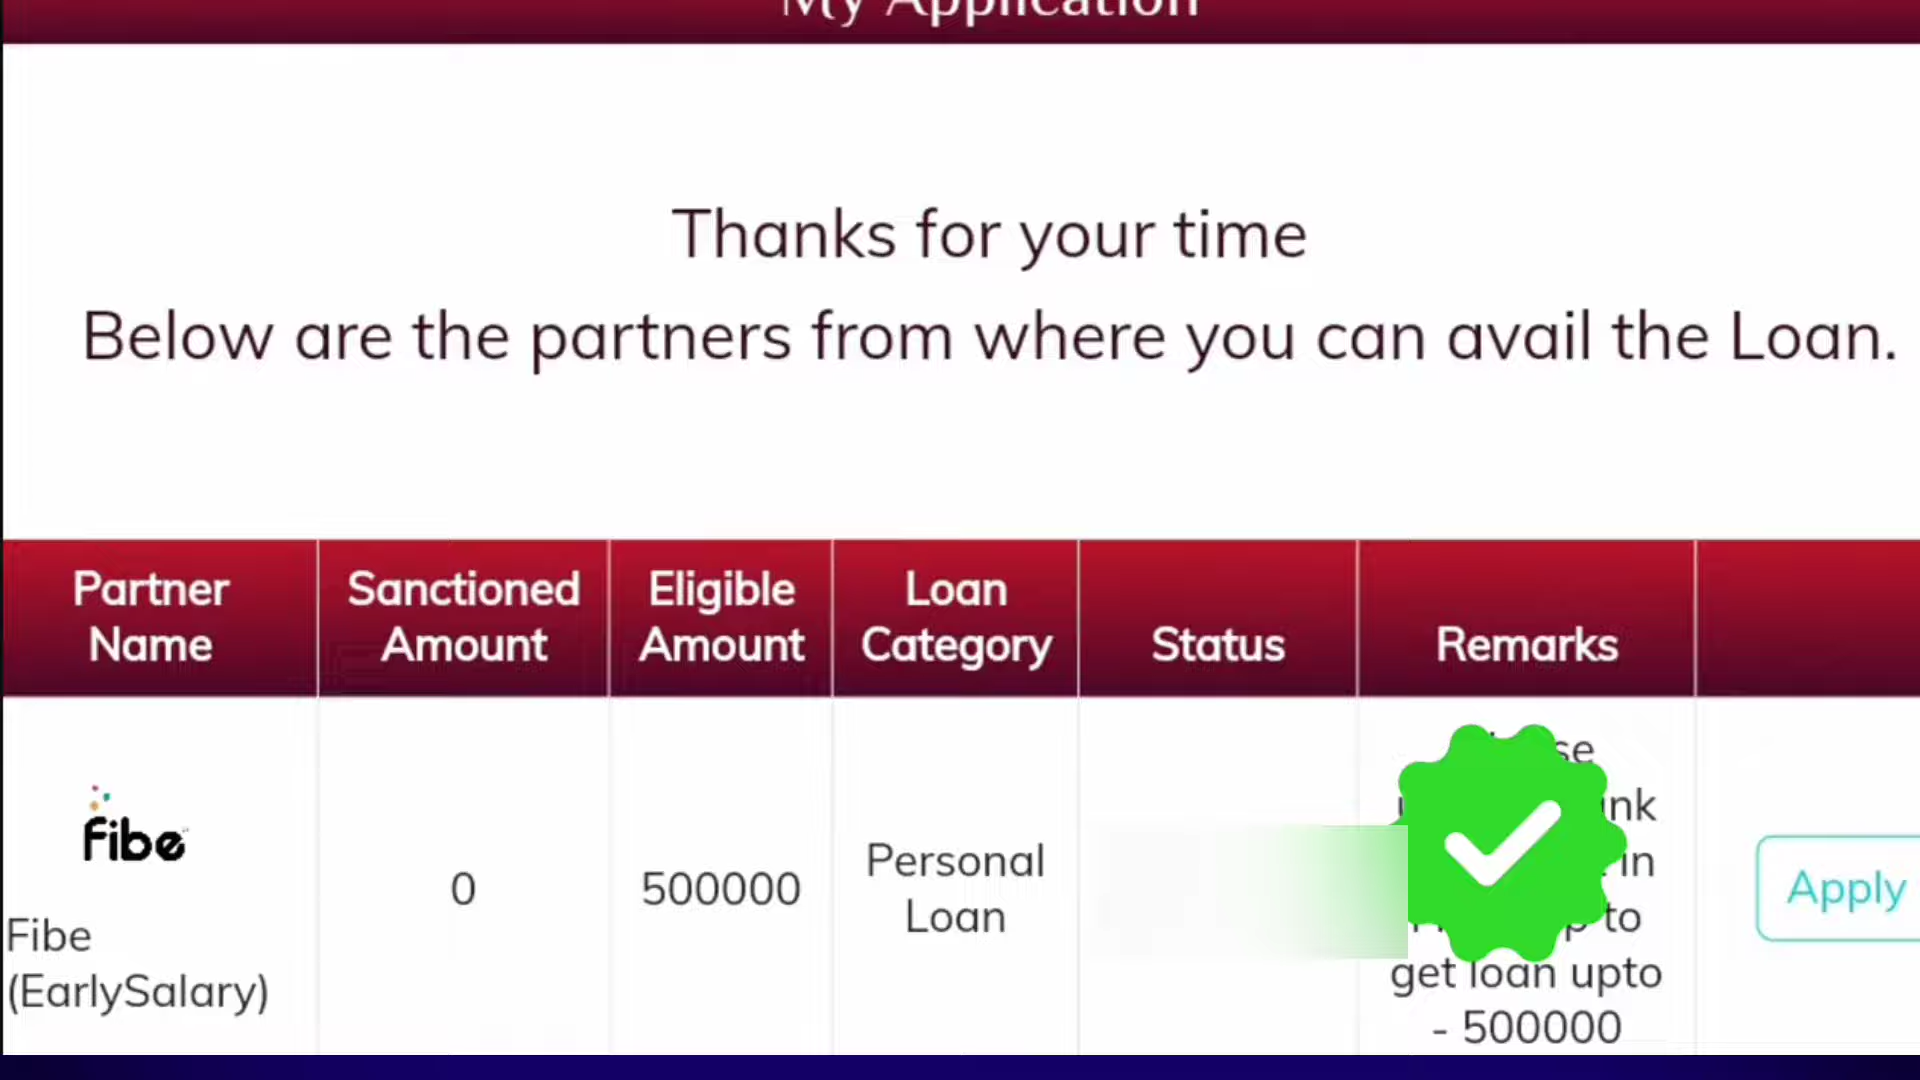 My Application
Thanks for your time
Below are the partners from where you can avail the Loan.
Partner Name
Sanctioned Amount
Eligible Amount
Loan Category
Status
Remarks
fibe
Fibe
(EarlySalary)
0
500000
Personal
Loan
in
to
get loan upto
- 500000
Apply